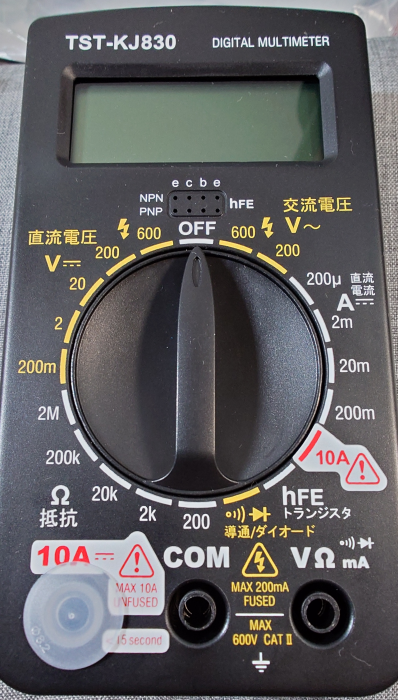 TST-KJ830 DIGITAL MULTIMETER
e c b e
NPN
PNP
hFE
交流電圧
V～
直流電圧
V⎓
OFF
600
200
20
2
200m
600
200
200μ
直流
電流
A⎓
2m
20m
200m
10A
2M
200k
20k
2k
200
Ω
抵抗
hFE
トランジスタ
導通/ダイオード
10A⎓
COM
VΩmA
MAX 10A
UNFUSED
15 second
MAX 200mA
FUSED
MAX
600V CAT II